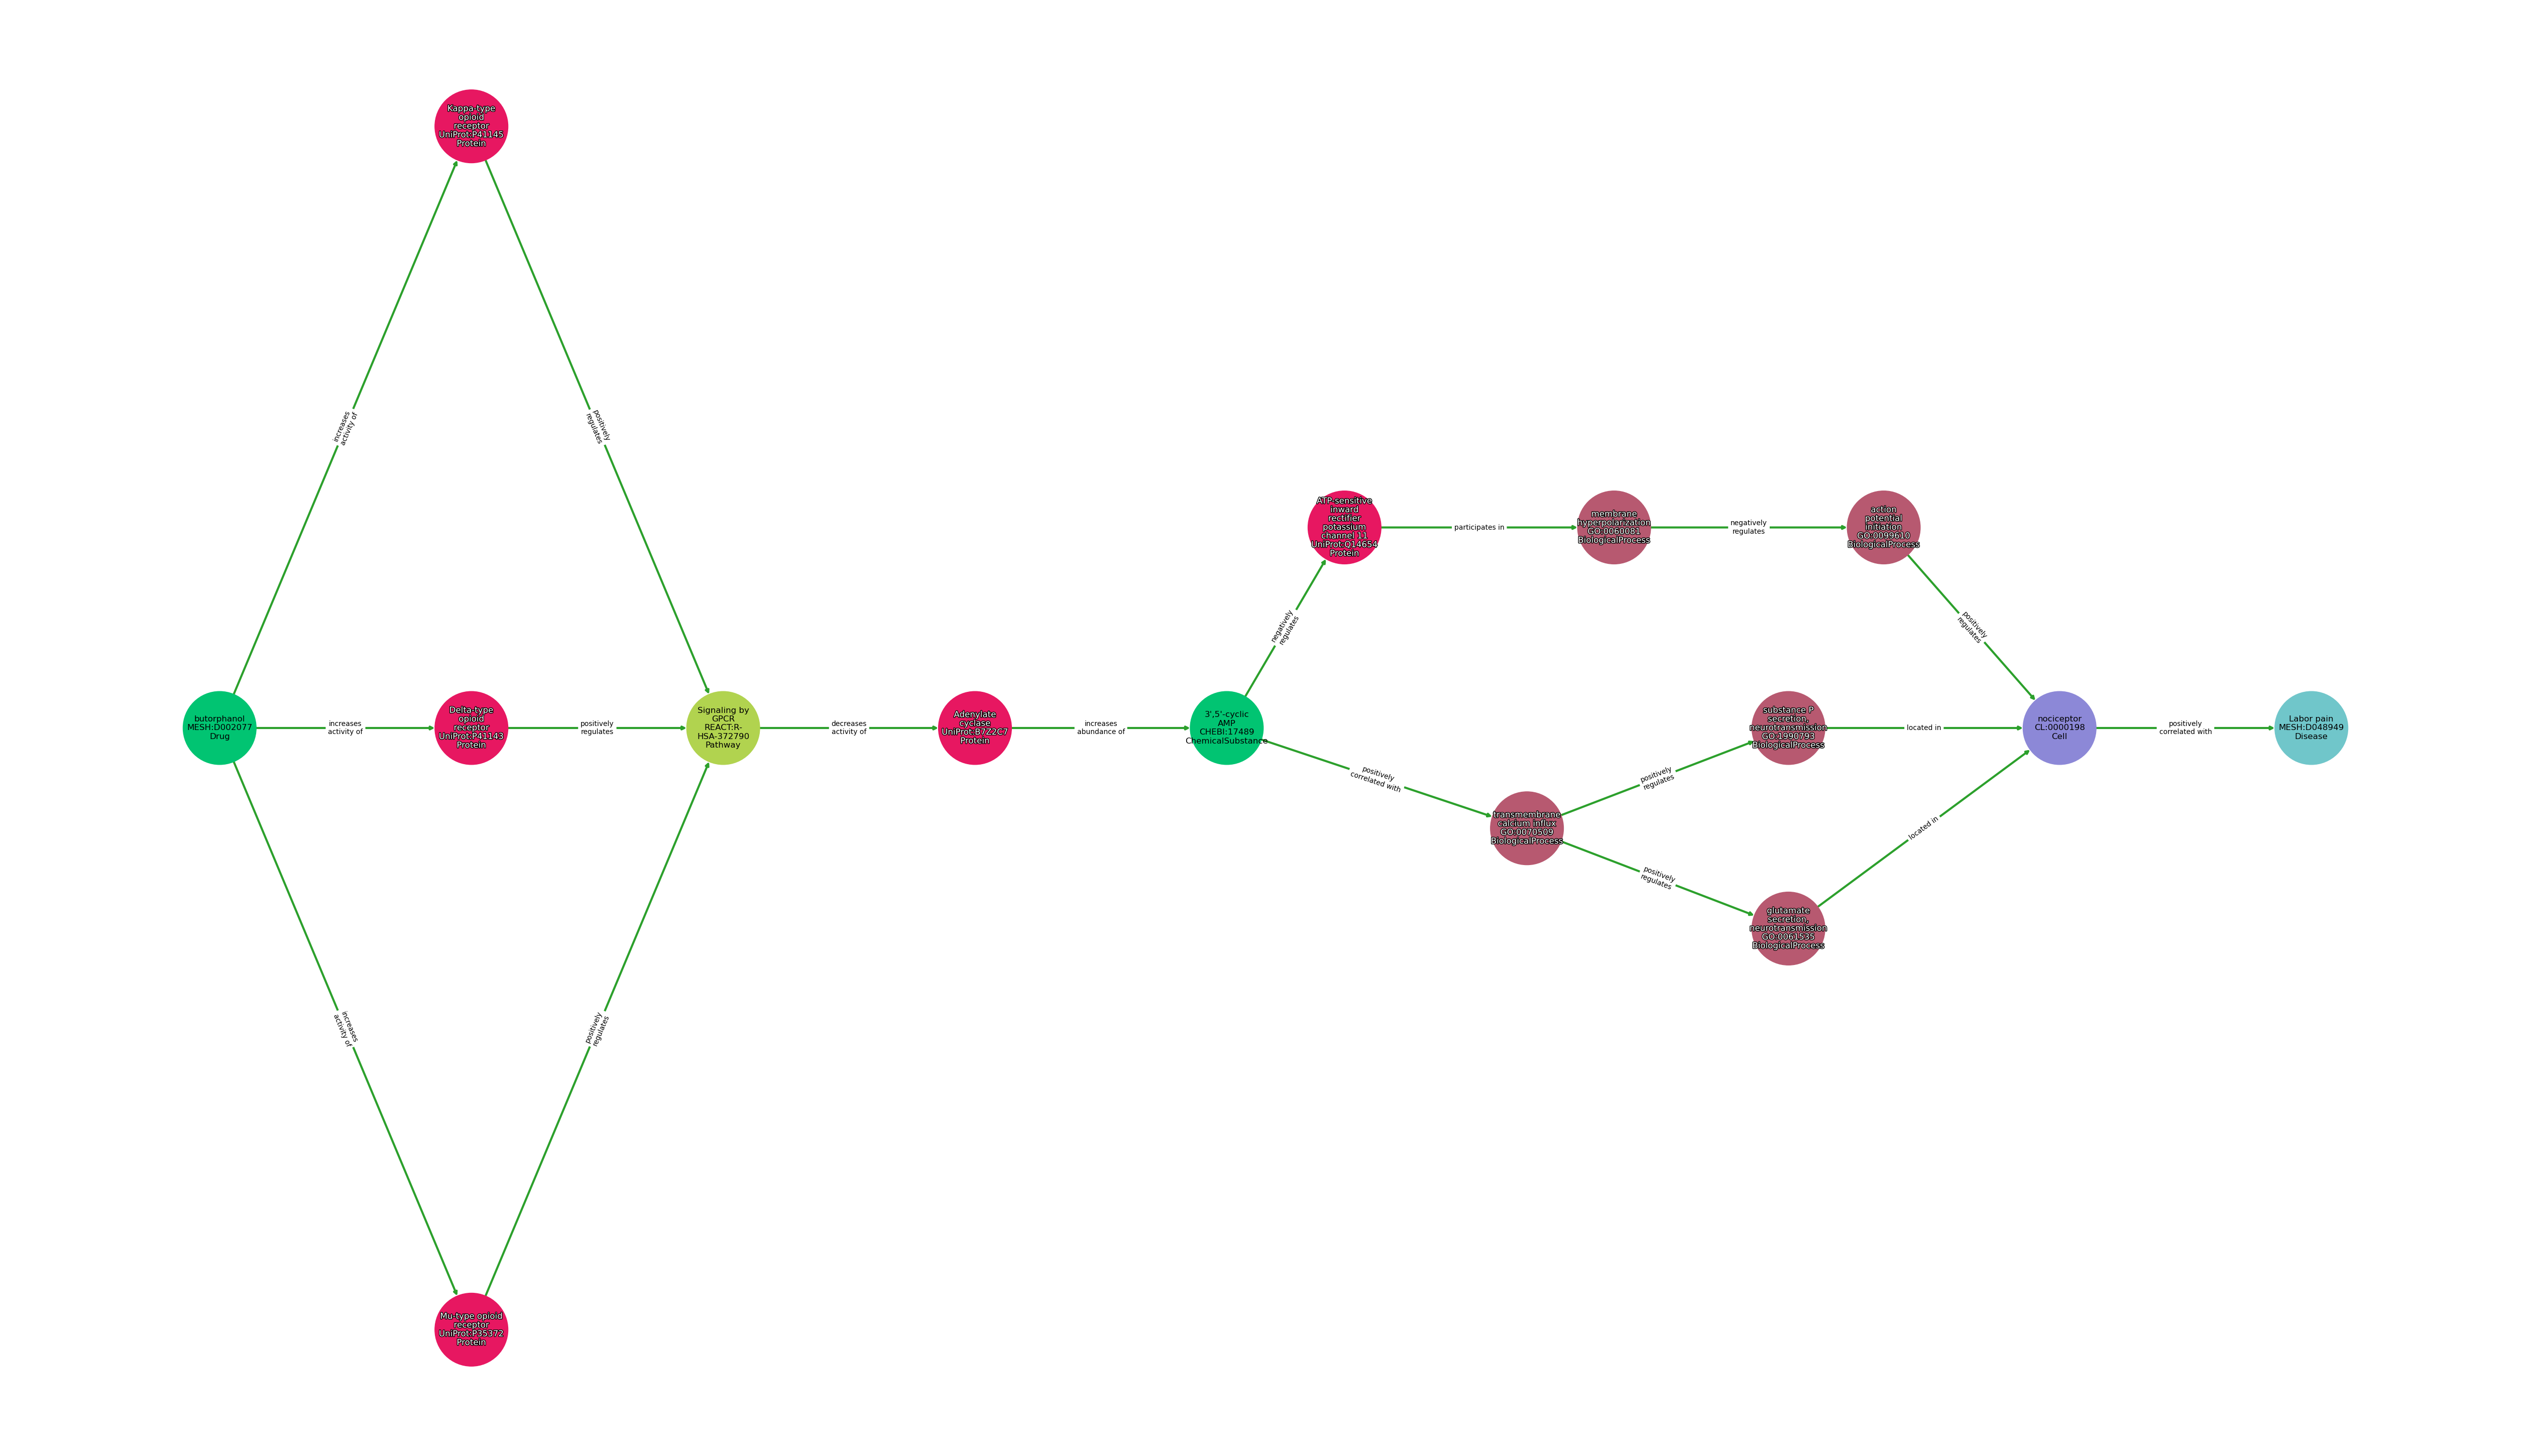 Kappa-type
opioid
receptor
UniProt:P41145
Protein
increases
activity of
positively
regulates
ATP-sensitive
inward
rectifier
potassium
channel 11
UniProt:Q14654
Protein
participates in
membrane
hyperpolarization
GO:0060081
BiologicalProcess
negatively
regulates
action
potential
initiation
GO:0099610
BiologicalProcess
negatively
regulates
positively
regulates
butorphanol
MESH:D002077
Drug
increases
activity of
Delta-type
opioid
receptor
UniProt:P41143
Protein
positively
regulates
Signaling by
GPCR
REACT:R-
HSA-372790
Pathway
decreases
activity of
Adenylate
cyclase
UniProt:B7Z2C7
Protein
increases
abundance of
3',5'-cyclic
AMP
CHEBI:17489
ChemicalSubstance
substance P
secretion,
neurotransmission
GO:1990793
BiologicalProcess
located in
nociceptor
CL:0000198
Cell
positively
correlated with
Labor pain
MESH:D048949
Disease
positively
correlated with
positively
regulates
transmembrane
calcium influx
GO:0070509
BiologicalProcess
located in
positively
regulates
glutamate
secretion,
neurotransmission
GO:0061535
BiologicalProcess
increases
activity of
positively
regulates
Mu-type opioid
receptor
UniProt:P35372
Protein